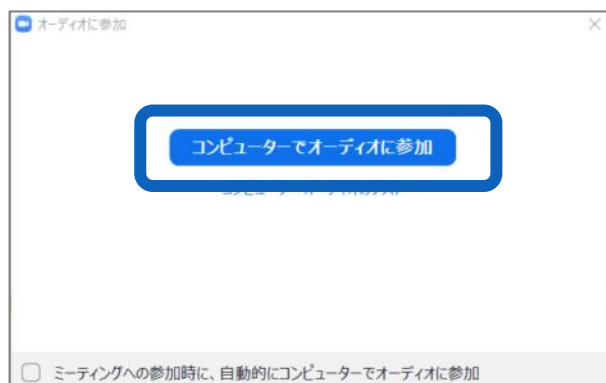 オーディオに参加
コンピューターでオーディオに参加
ミーティングへの参加時に、自動的にコンピューターでオーディオに参加